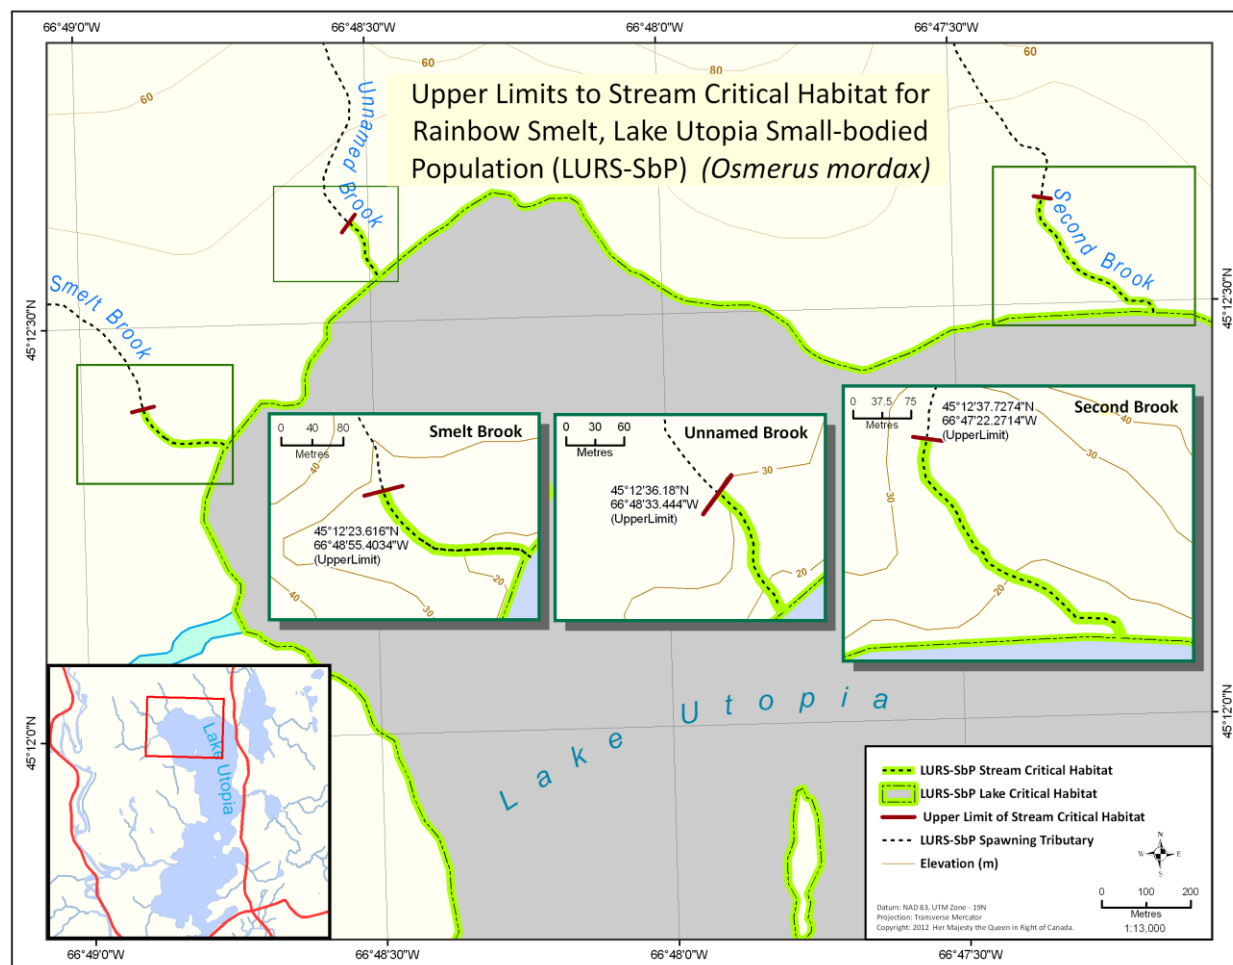 66°49'0"W
66°48'30"W
66°48'0"W
66°47'30"W
60
60
80
60
Upper Limits to Stream Critical Habitat for
Rainbow Smelt, Lake Utopia Small-bodied
Population (LURS-SbP) (Osmerus mordax)
Unnamed Brook
Second Brook
Smelt Brook
45°12'30"N
45°12'30"N
0 40 80
Metres
Smelt Brook
40
45°12'23.616"N
66°48'55.4034"W
(UpperLimit)
20
40
30
0 30 60
Metres
Unnamed Brook
30
45°12'36.18"N
66°48'33.444"W
(UpperLimit)
20
0 37.5 75
Metres
45°12'37.7274"N
66°47'22.2714"W
(UpperLimit)
Second Brook
40
30
30
20
Lake Utopia
45°12'0"N
45°12'0"N
Lake Utopia
LURS-SbP Stream Critical Habitat
LURS-SbP Lake Critical Habitat
Upper Limit of Stream Critical Habitat
LURS-SbP Spawning Tributary
Elevation (m)
N
W E
S
0 100 200
Metres
1:13,000
Datum: NAD 83, UTM Zone - 19N
Projection: Transverse Mercator
Copyright: 2012 Her Majesty the Queen in Right of Canada.
66°49'0"W
66°48'30"W
66°48'0"W
66°47'30"W